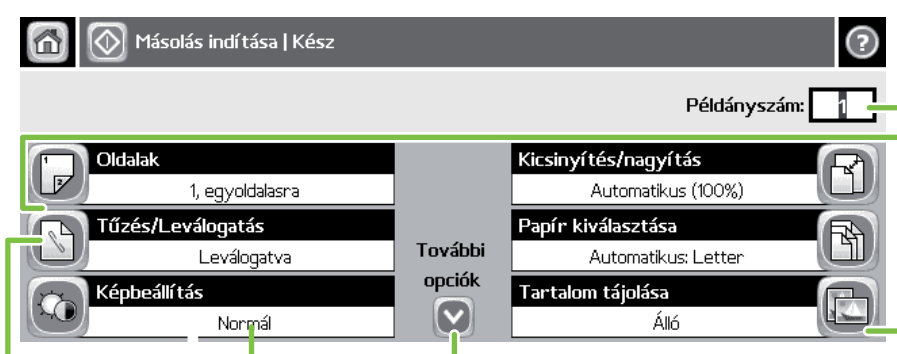 Másolás indítása | Kész
Példányszám: 1
Oldalak
1, egyoldalasra
Tűzés/Leválogatás
Leválogatva
Képbeállítás
Normál
További
opciók
Kicsinyítés/nagyítás
Automatikus (100%)
Papír kiválasztása
Automatikus: Letter
Tartalom tájolása
Álló